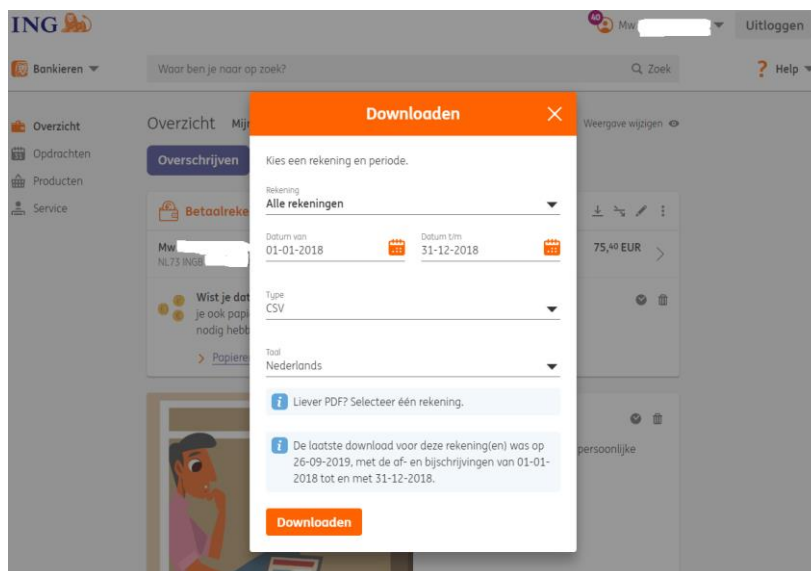 ING
40
Mw
Uitloggen
Bankieren
Waar ben je naar op zoek?
Zoek
? Help
Overzicht
Opdrachten
Producten
Service
Overzicht
Weergave wijzigen
Overschrijven
Mw
NL73
75,40 EUR
Wist je dat
je ook
nodig
persoonlijke
Downloaden
Kies een rekening en periode.
Rekening
Alle rekeningen
Datum van
01-01-2018
Datum t/m
31-12-2018
Type
CSV
Taal
Nederlands
i Liever PDF? Selecteer één rekening.
i De laatste download voor deze rekening(en) was op
26-09-2019, met de af- en bijschrijvingen van 01-01-
2018 tot en met 31-12-2018.
Downloaden